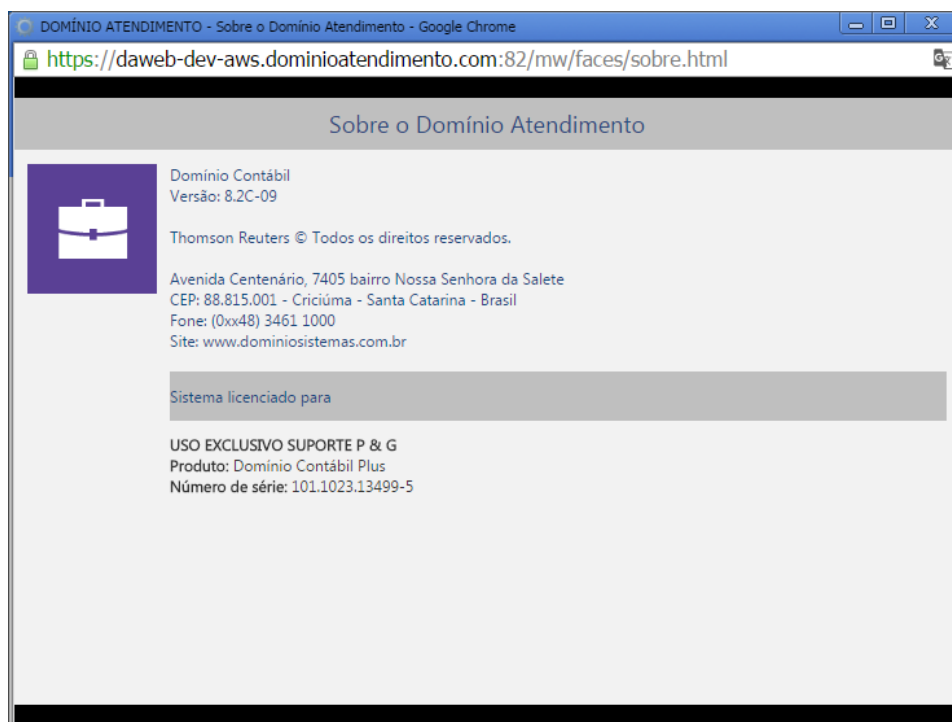 DOMÍNIO ATENDIMENTO - Sobre o Domínio Atendimento - Google Chrome
https://daweb-dev-aws.dominioatendimento.com:82/mw/faces/sobre.html
Sobre o Domínio Atendimento
Domínio Contábil
Versão: 8.2C-09
Thomson Reuters © Todos os direitos reservados.
Avenida Centenário, 7405 bairro Nossa Senhora da Salete
CEP: 88.815.001 - Criciúma - Santa Catarina - Brasil
Fone: (0xx48) 3461 1000
Site: www.dominiosistemas.com.br
Sistema licenciado para
USO EXCLUSIVO SUPORTE P & G
Produto: Domínio Contábil Plus
Número de série: 101.1023.13499-5